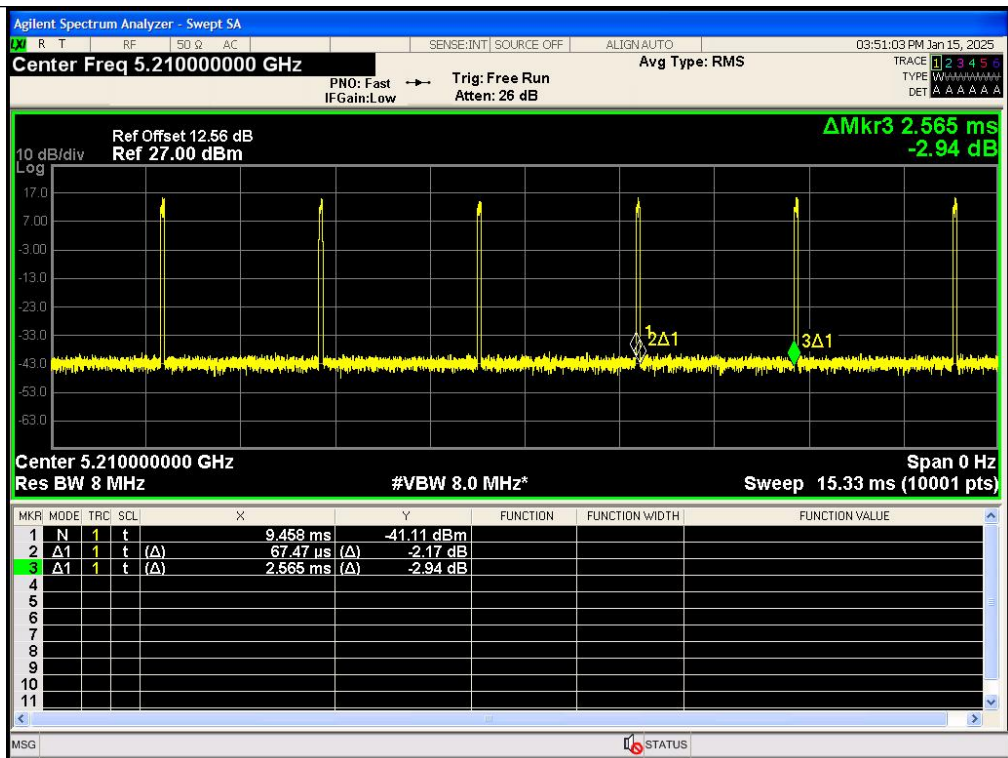 Agilent Spectrum Analyzer - Swept SA
LXI R T RF 50 Ω AC SENSE:INT SOURCE OFF ALIGN AUTO 03:51:03 PM Jan 15, 2025
Center Freq 5.210000000 GHz
PNO: Fast
IFGain:Low
Trig: Free Run
Atten: 26 dB
Avg Type: RMS
TRACE 1 2 3 4 5 6
TYPE W
DET A A A A A A
ΔMkr3 2.565 ms
-2.94 dB
Ref Offset 12.56 dB
10 dB/div Ref 27.00 dBm
Log
17.0
7.00
-3.00
-13.0
-23.0
-33.0
-43.0
-53.0
-63.0
1
2Δ1
3Δ1
Center 5.210000000 GHz Span 0 Hz
Res BW 8 MHz #VBW 8.0 MHz* Sweep 15.33 ms (10001 pts)
MKR MODE TRC SCL X Y FUNCTION FUNCTION WIDTH FUNCTION VALUE
1 N 1 t 9.458 ms -41.11 dBm
2 Δ1 1 t (Δ) 67.47 µs (Δ) -2.17 dB
3 Δ1 1 t (Δ) 2.565 ms (Δ) -2.94 dB
4
5
6
7
8
9
10
11
MSG STATUS